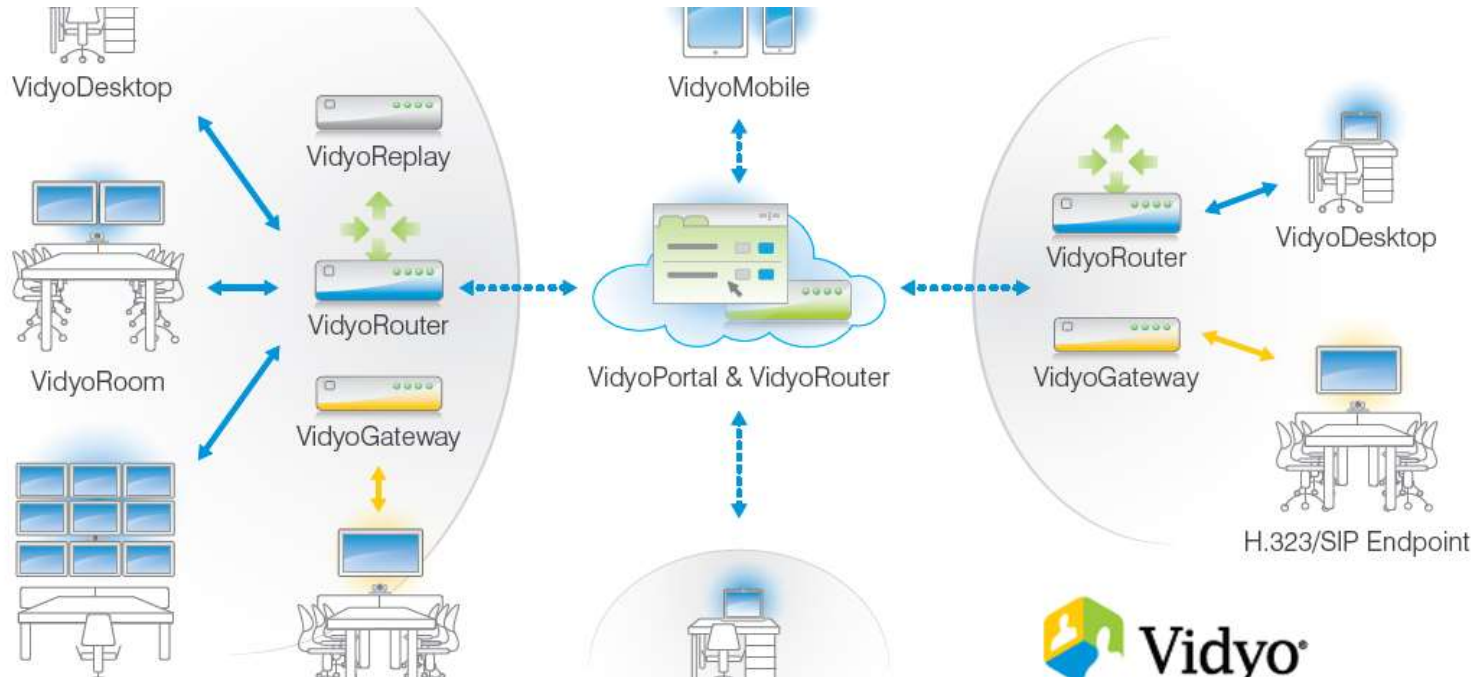 VidyoDesktop
VidyoMobile
VidyoReplay
VidyoRouter
VidyoDesktop
VidyoRoom
VidyoRouter
VidyoPortal & VidyoRouter
VidyoGateway
VidyoGateway
H.323/SIP Endpoint
Vidyo®